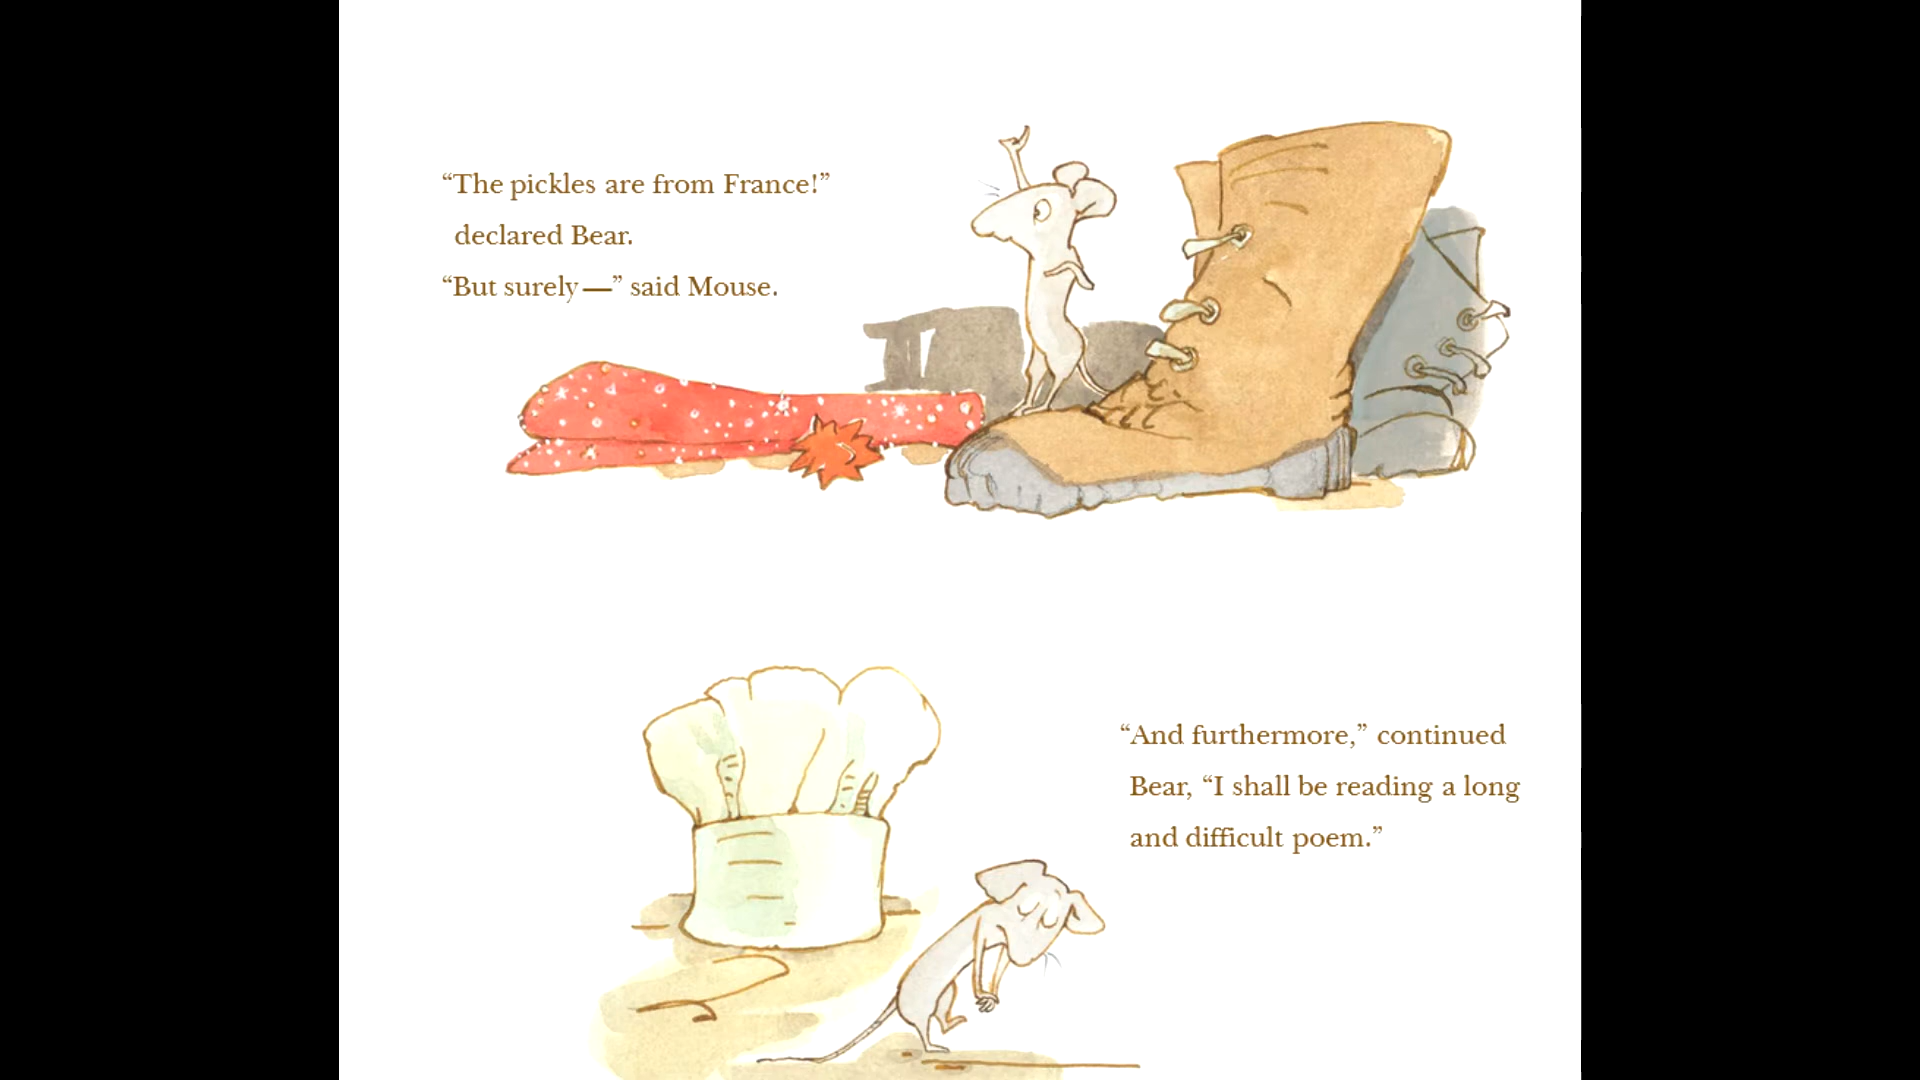 “The pickles are from France!”
declared Bear.
“But surely—” said Mouse.
“And furthermore,” continued
Bear, “I shall be reading a long
and difficult poem.”